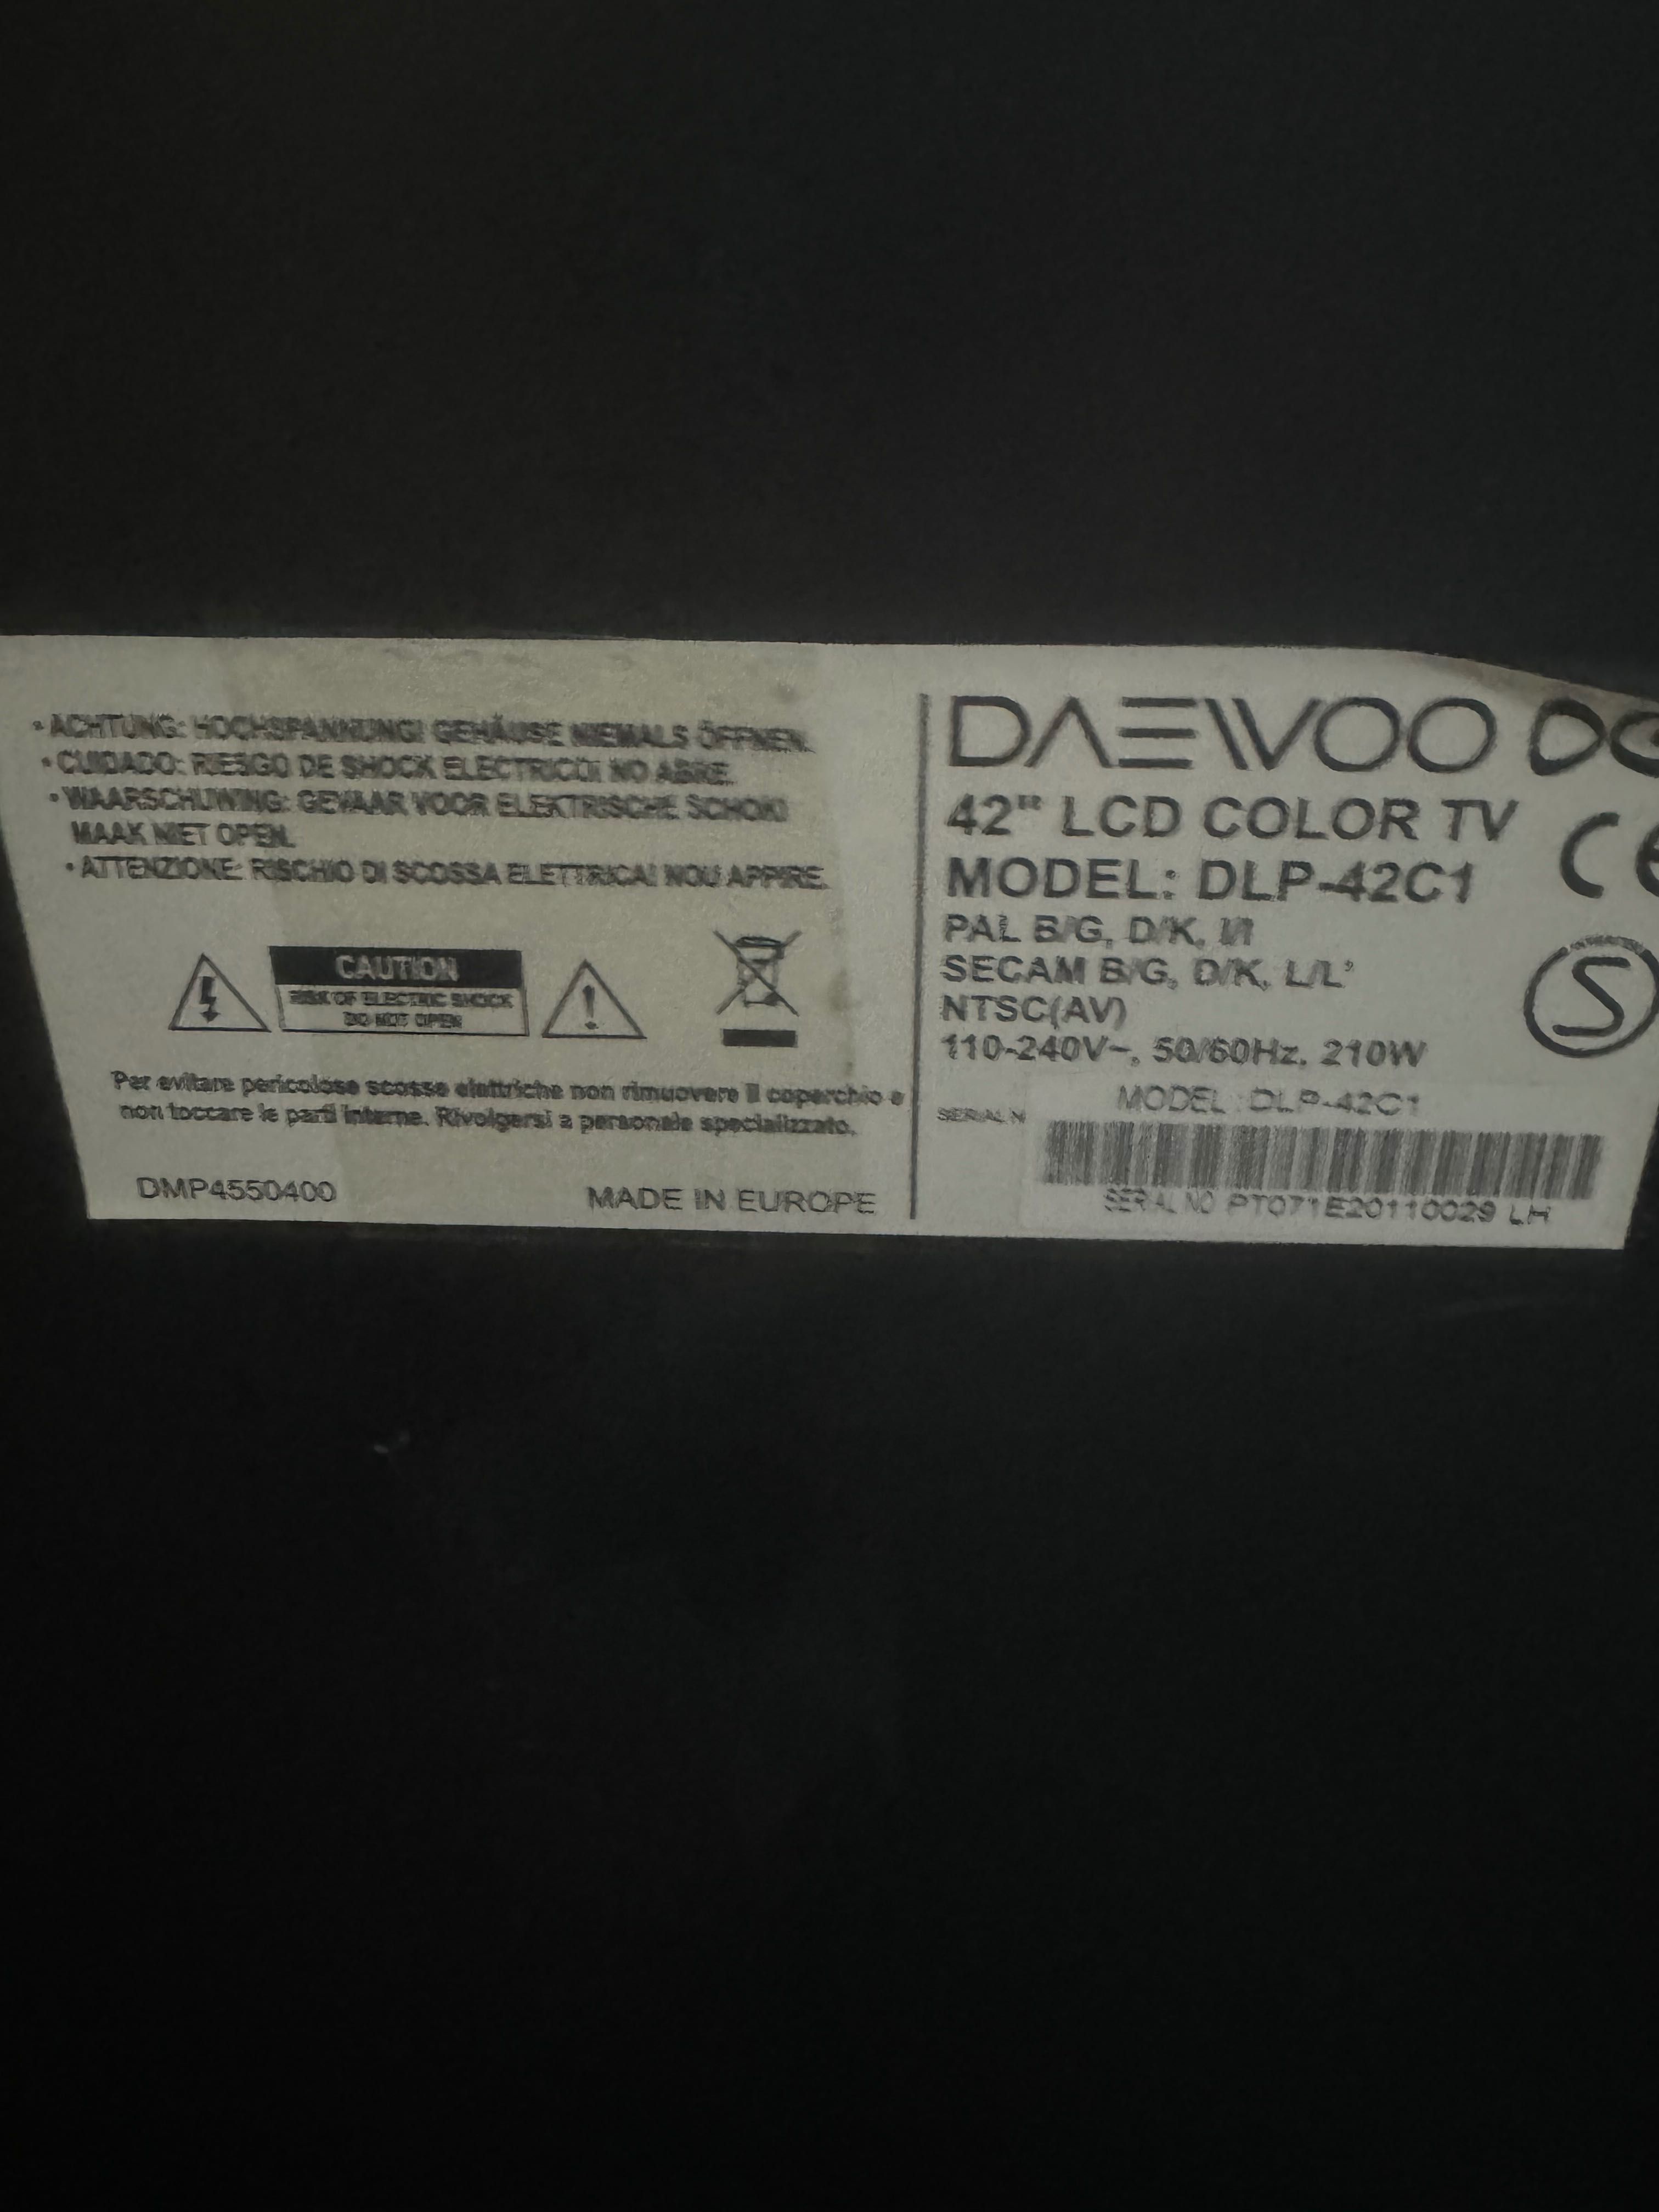 • ACHTUNG: HOCHSPANNUNG! GEHÄUSE NIEMALS ÖFFNEN.
• CUIDADO: RIESGO DE SHOCK ELECTRICO! NO ABRE.
• WAARSCHUWING: GEVAAR VOOR ELEKTRISCHE SCHOK!
MAAK NIET OPEN.
• ATTENZIONE: RISCHIO DI SCOSSA ELETTRICA! NOU APPIRE.
CAUTION
RISK OF ELECTRIC SHOCK
DO NOT OPEN
Per evitare pericolose scosse elettriche non rimuovere il coperchio e
non toccare le parti interne. Rivolgersi a personale specializzato.
DMP4550400
MADE IN EUROPE
DAEWOO
42" LCD COLOR TV
MODEL: DLP-42C1
CE
PAL B/G, D/K, I/I
SECAM B/G, D/K, L/L'
NTSC(AV)
S
110-240V~, 50/60Hz. 210W
MODEL : DLP-42C1
SERIAL N
SERIAL NO PT071E20110029 LH